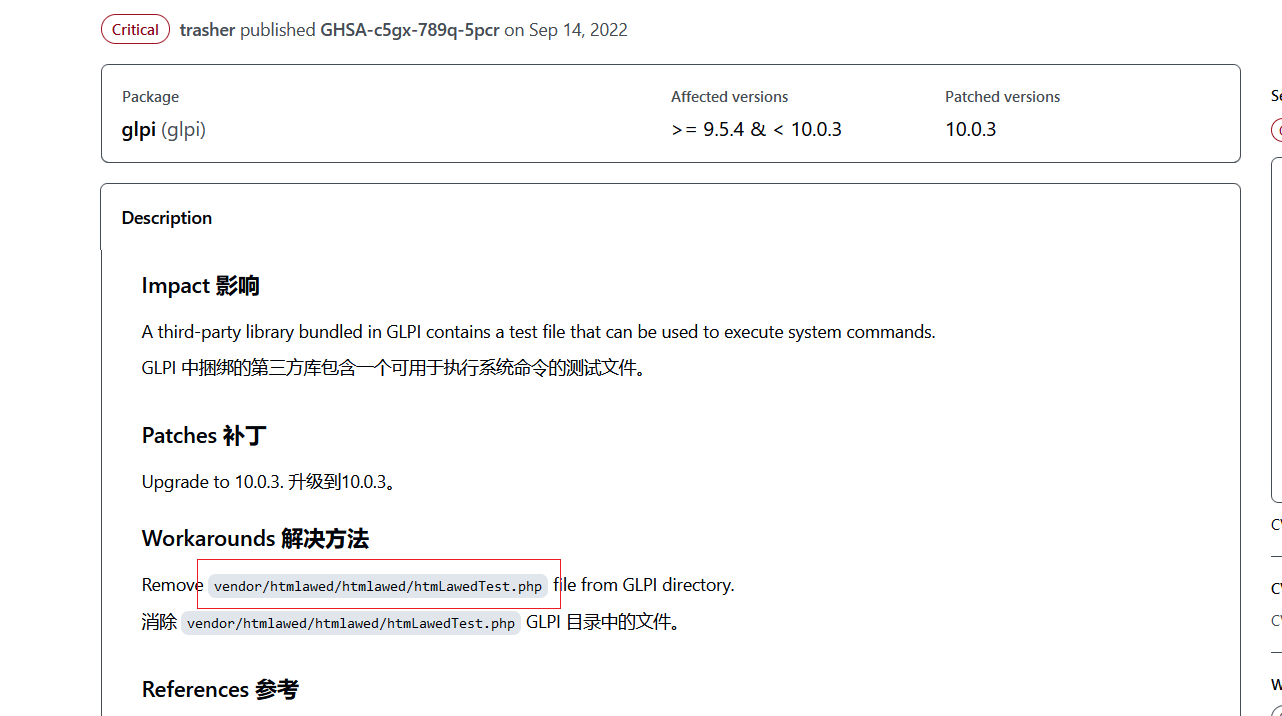 Critical trasher published GHSA-c5gx-789q-5pcr on Sep 14, 2022
Package Affected versions Patched versions
glpi (glpi) >= 9.5.4 & < 10.0.3 10.0.3
Description
Impact 影响
A third-party library bundled in GLPI contains a test file that can be used to execute system commands.
GLPI 中捆绑的第三方库包含一个可用于执行系统命令的测试文件。
Patches 补丁
Upgrade to 10.0.3. 升级到10.0.3。
Workarounds 解决方法
Remove vendor/htmlawed/htmlawed/htmLawedTest.php file from GLPI directory.
消除 vendor/htmlawed/htmlawed/htmLawedTest.php GLPI 目录中的文件。
References 参考